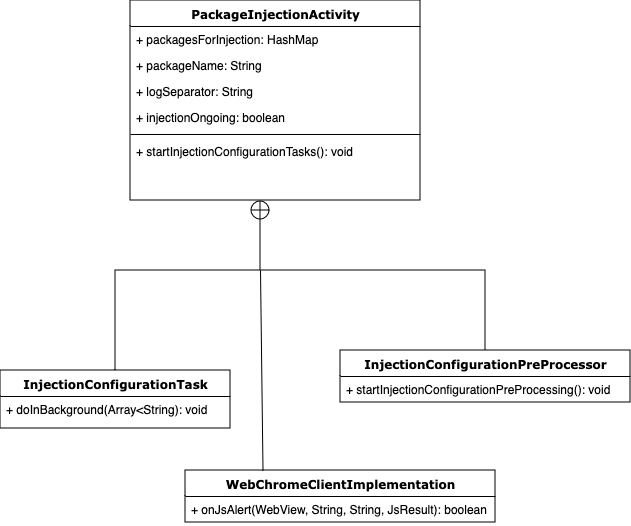 PackageInjectionActivity
+ packagesForInjection: HashMap
+ packageName: String
+ logSeparator: String
+ injectionOngoing: boolean
+ startInjectionConfigurationTasks(): void
InjectionConfigurationPreProcessor
+ startInjectionConfigurationPreProcessing(): void
InjectionConfigurationTask
+ doInBackground(Array<String): void
WebChromeClientImplementation
+ onJsAlert(WebView, String, String, JsResult): boolean